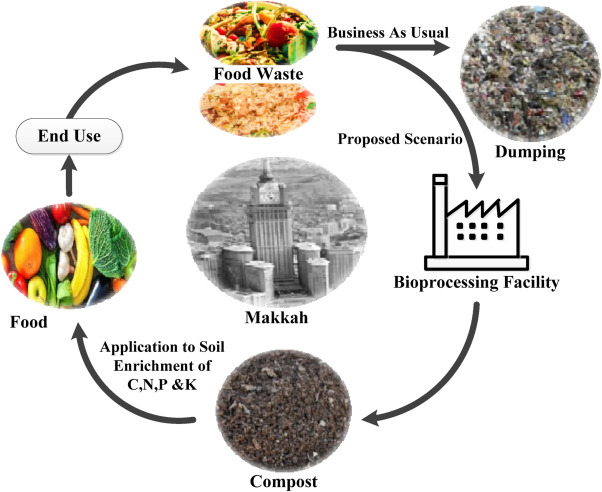 Business As Usual
Food Waste
End Use
Proposed Scenario
Dumping
Bioprocessing Facility
Makkah
Food
Application to Soil
Enrichment of
C,N,P &K
Compost